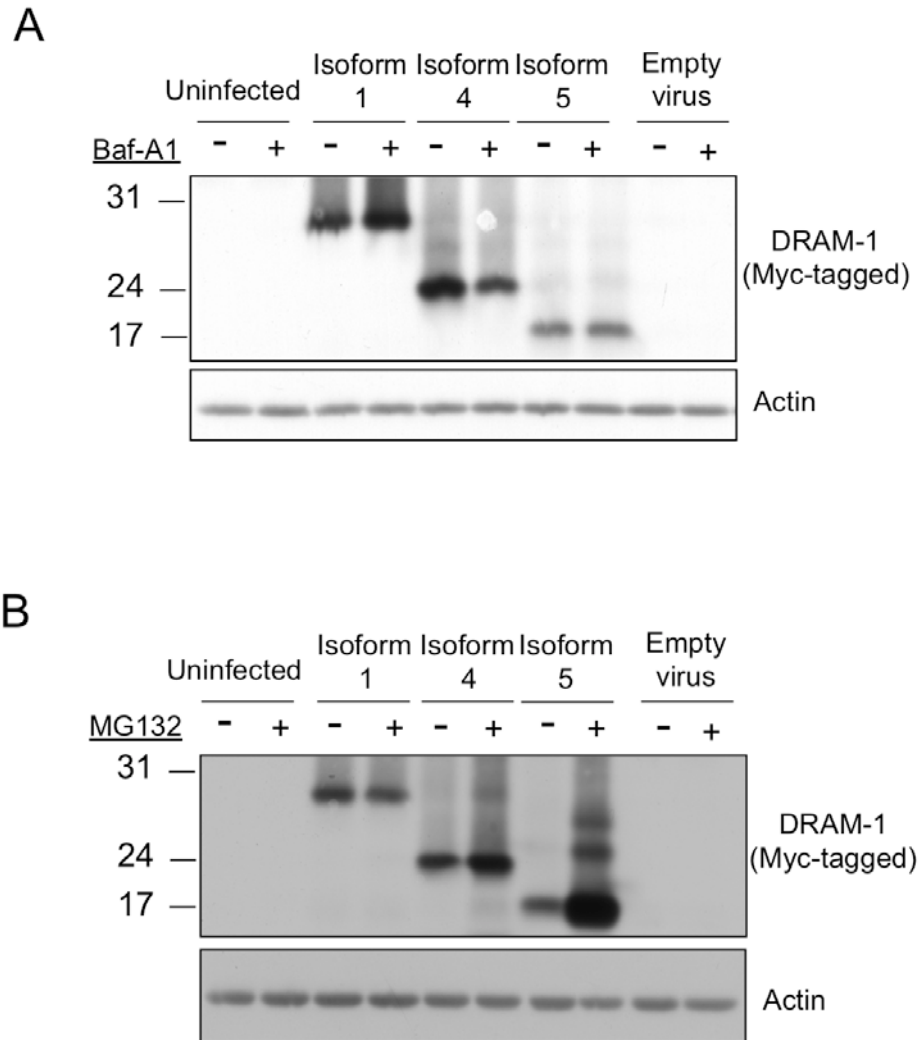 A
Uninfected Isoform 1 Isoform 4 Isoform 5 Empty virus
Baf-A1 - + - + - + - + - +
31
24
17
DRAM-1
(Myc-tagged)
Actin
B
Uninfected Isoform 1 Isoform 4 Isoform 5 Empty virus
MG132 - + - + - + - + - +
31
24
17
DRAM-1
(Myc-tagged)
Actin